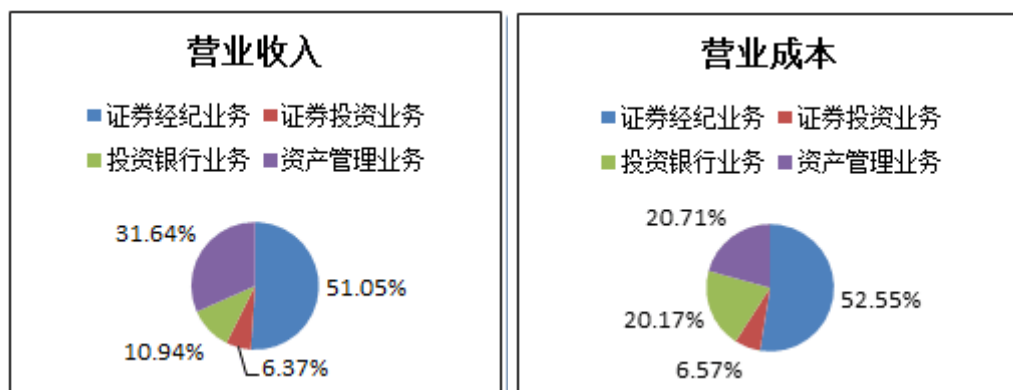 营业收入
证券经纪业务 证券投资业务
投资银行业务 资产管理业务
31.64%
51.05%
10.94%
6.37%
营业成本
证券经纪业务 证券投资业务
投资银行业务 资产管理业务
20.71%
52.55%
20.17%
6.57%